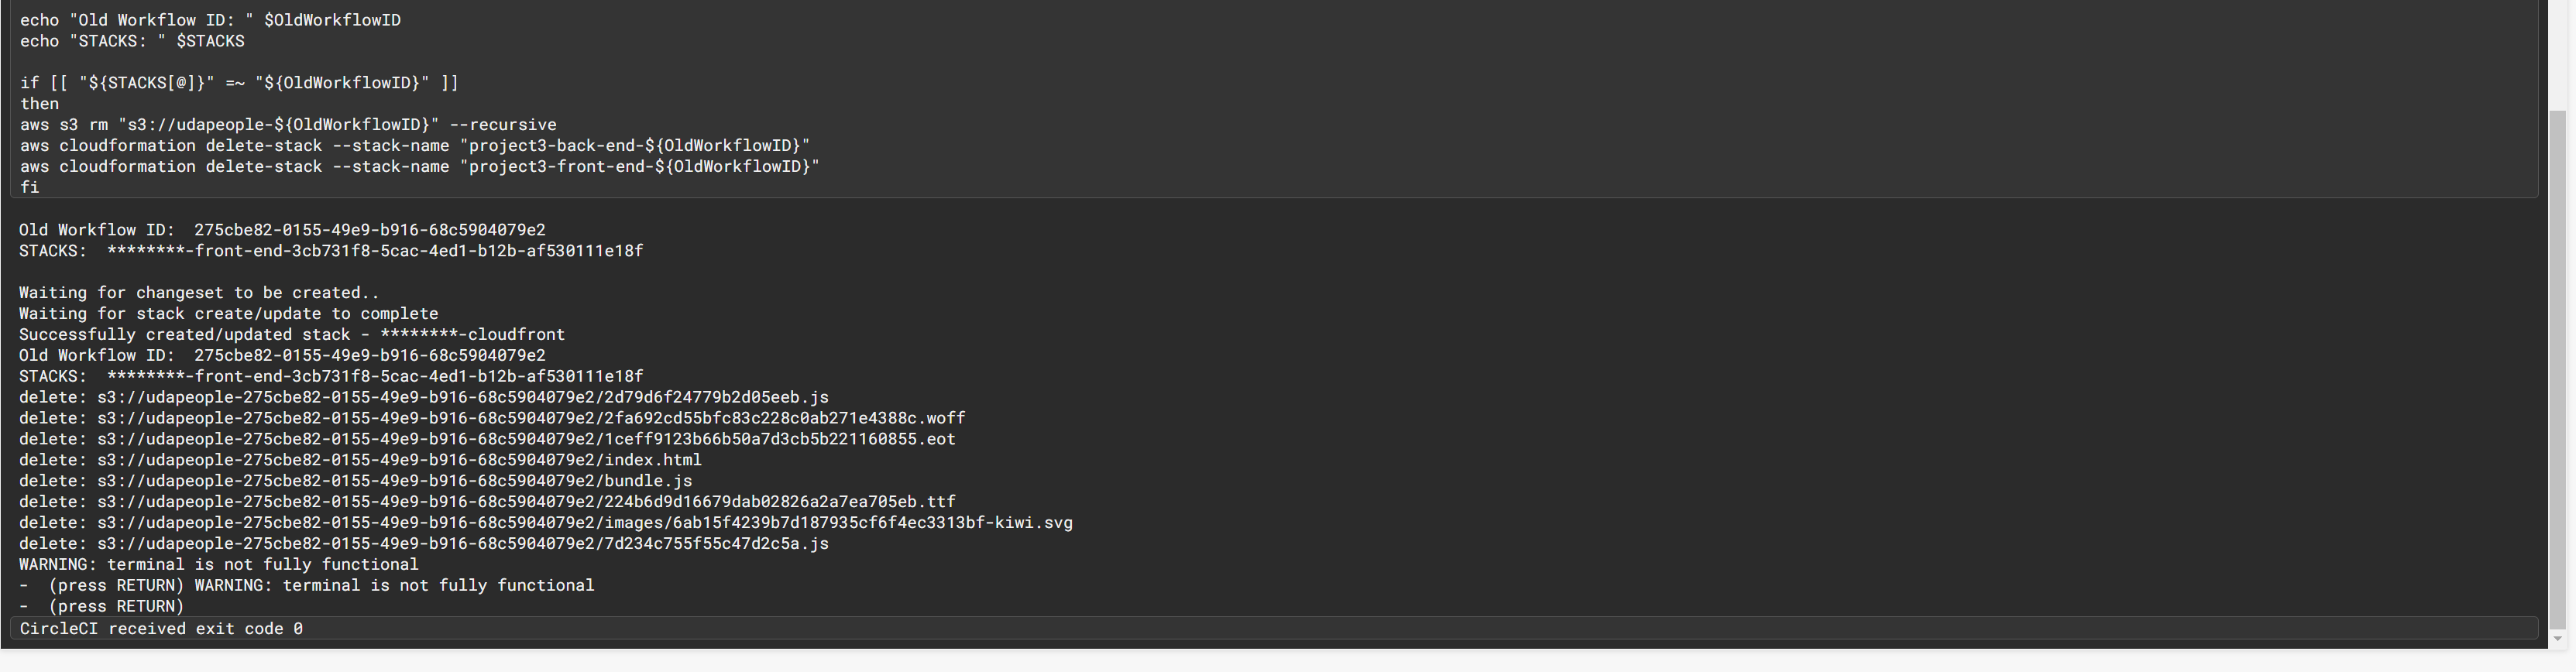 echo "Old Workflow ID: " $OldWorkflowID
echo "STACKS: " $STACKS
if [[ "${STACKS[@]}" =~ "${OldWorkflowID}" ]]
then
aws s3 rm "s3://udapeople-${OldWorkflowID}" --recursive
aws cloudformation delete-stack --stack-name "project3-back-end-${OldWorkflowID}"
aws cloudformation delete-stack --stack-name "project3-front-end-${OldWorkflowID}"
fi
Old Workflow ID:  275cbe82-0155-49e9-b916-68c5904079e2
STACKS:  ********-front-end-3cb731f8-5cac-4ed1-b12b-af530111e18f
Waiting for changeset to be created..
Waiting for stack create/update to complete
Successfully created/updated stack - ********-cloudfront
Old Workflow ID:  275cbe82-0155-49e9-b916-68c5904079e2
STACKS:  ********-front-end-3cb731f8-5cac-4ed1-b12b-af530111e18f
delete: s3://udapeople-275cbe82-0155-49e9-b916-68c5904079e2/2d79d6f24779b2d05eeb.js
delete: s3://udapeople-275cbe82-0155-49e9-b916-68c5904079e2/2fa692cd55bfc83c228c0ab271e4388c.woff
delete: s3://udapeople-275cbe82-0155-49e9-b916-68c5904079e2/1ceff9123b66b50a7d3cb5b221160855.eot
delete: s3://udapeople-275cbe82-0155-49e9-b916-68c5904079e2/index.html
delete: s3://udapeople-275cbe82-0155-49e9-b916-68c5904079e2/bundle.js
delete: s3://udapeople-275cbe82-0155-49e9-b916-68c5904079e2/224b6d9d16679dab02826a2a7ea705eb.ttf
delete: s3://udapeople-275cbe82-0155-49e9-b916-68c5904079e2/images/6ab15f4239b7d187935cf6f4ec3313bf-kiwi.svg
delete: s3://udapeople-275cbe82-0155-49e9-b916-68c5904079e2/7d234c755f55c47d2c5a.js
WARNING: terminal is not fully functional
-  (press RETURN) WARNING: terminal is not fully functional
-  (press RETURN)
CircleCI received exit code 0